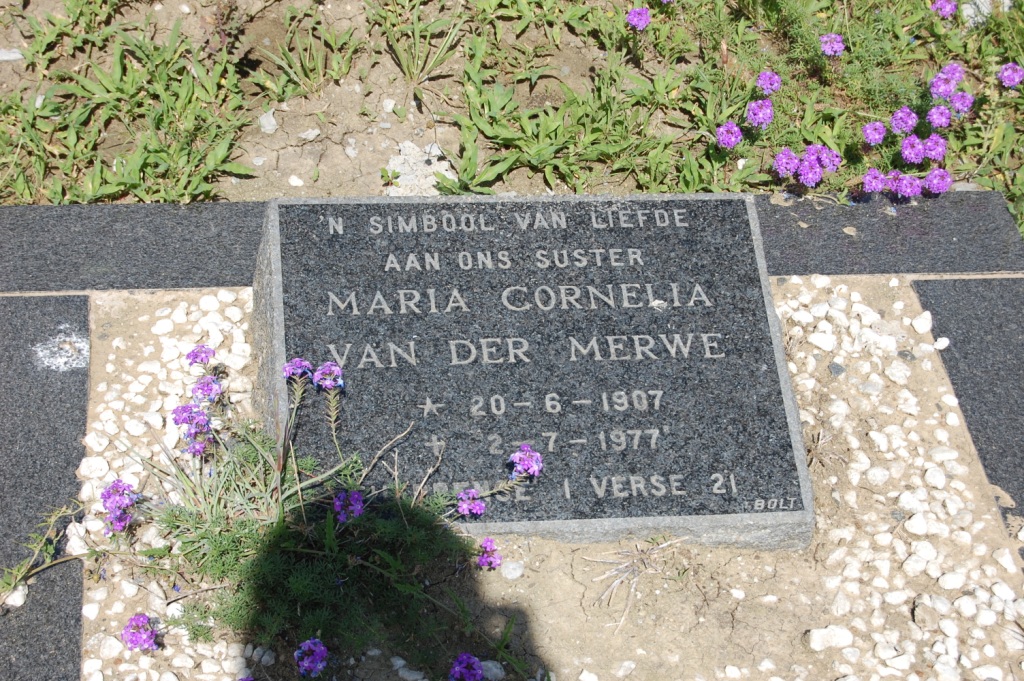 'N SIMBOOL VAN LIEFDE
AAN ONS SUSTER
MARIA CORNELIA
VAN DER MERWE
20-6-1907
2-7-1977
1 VERSE 21
BOLT